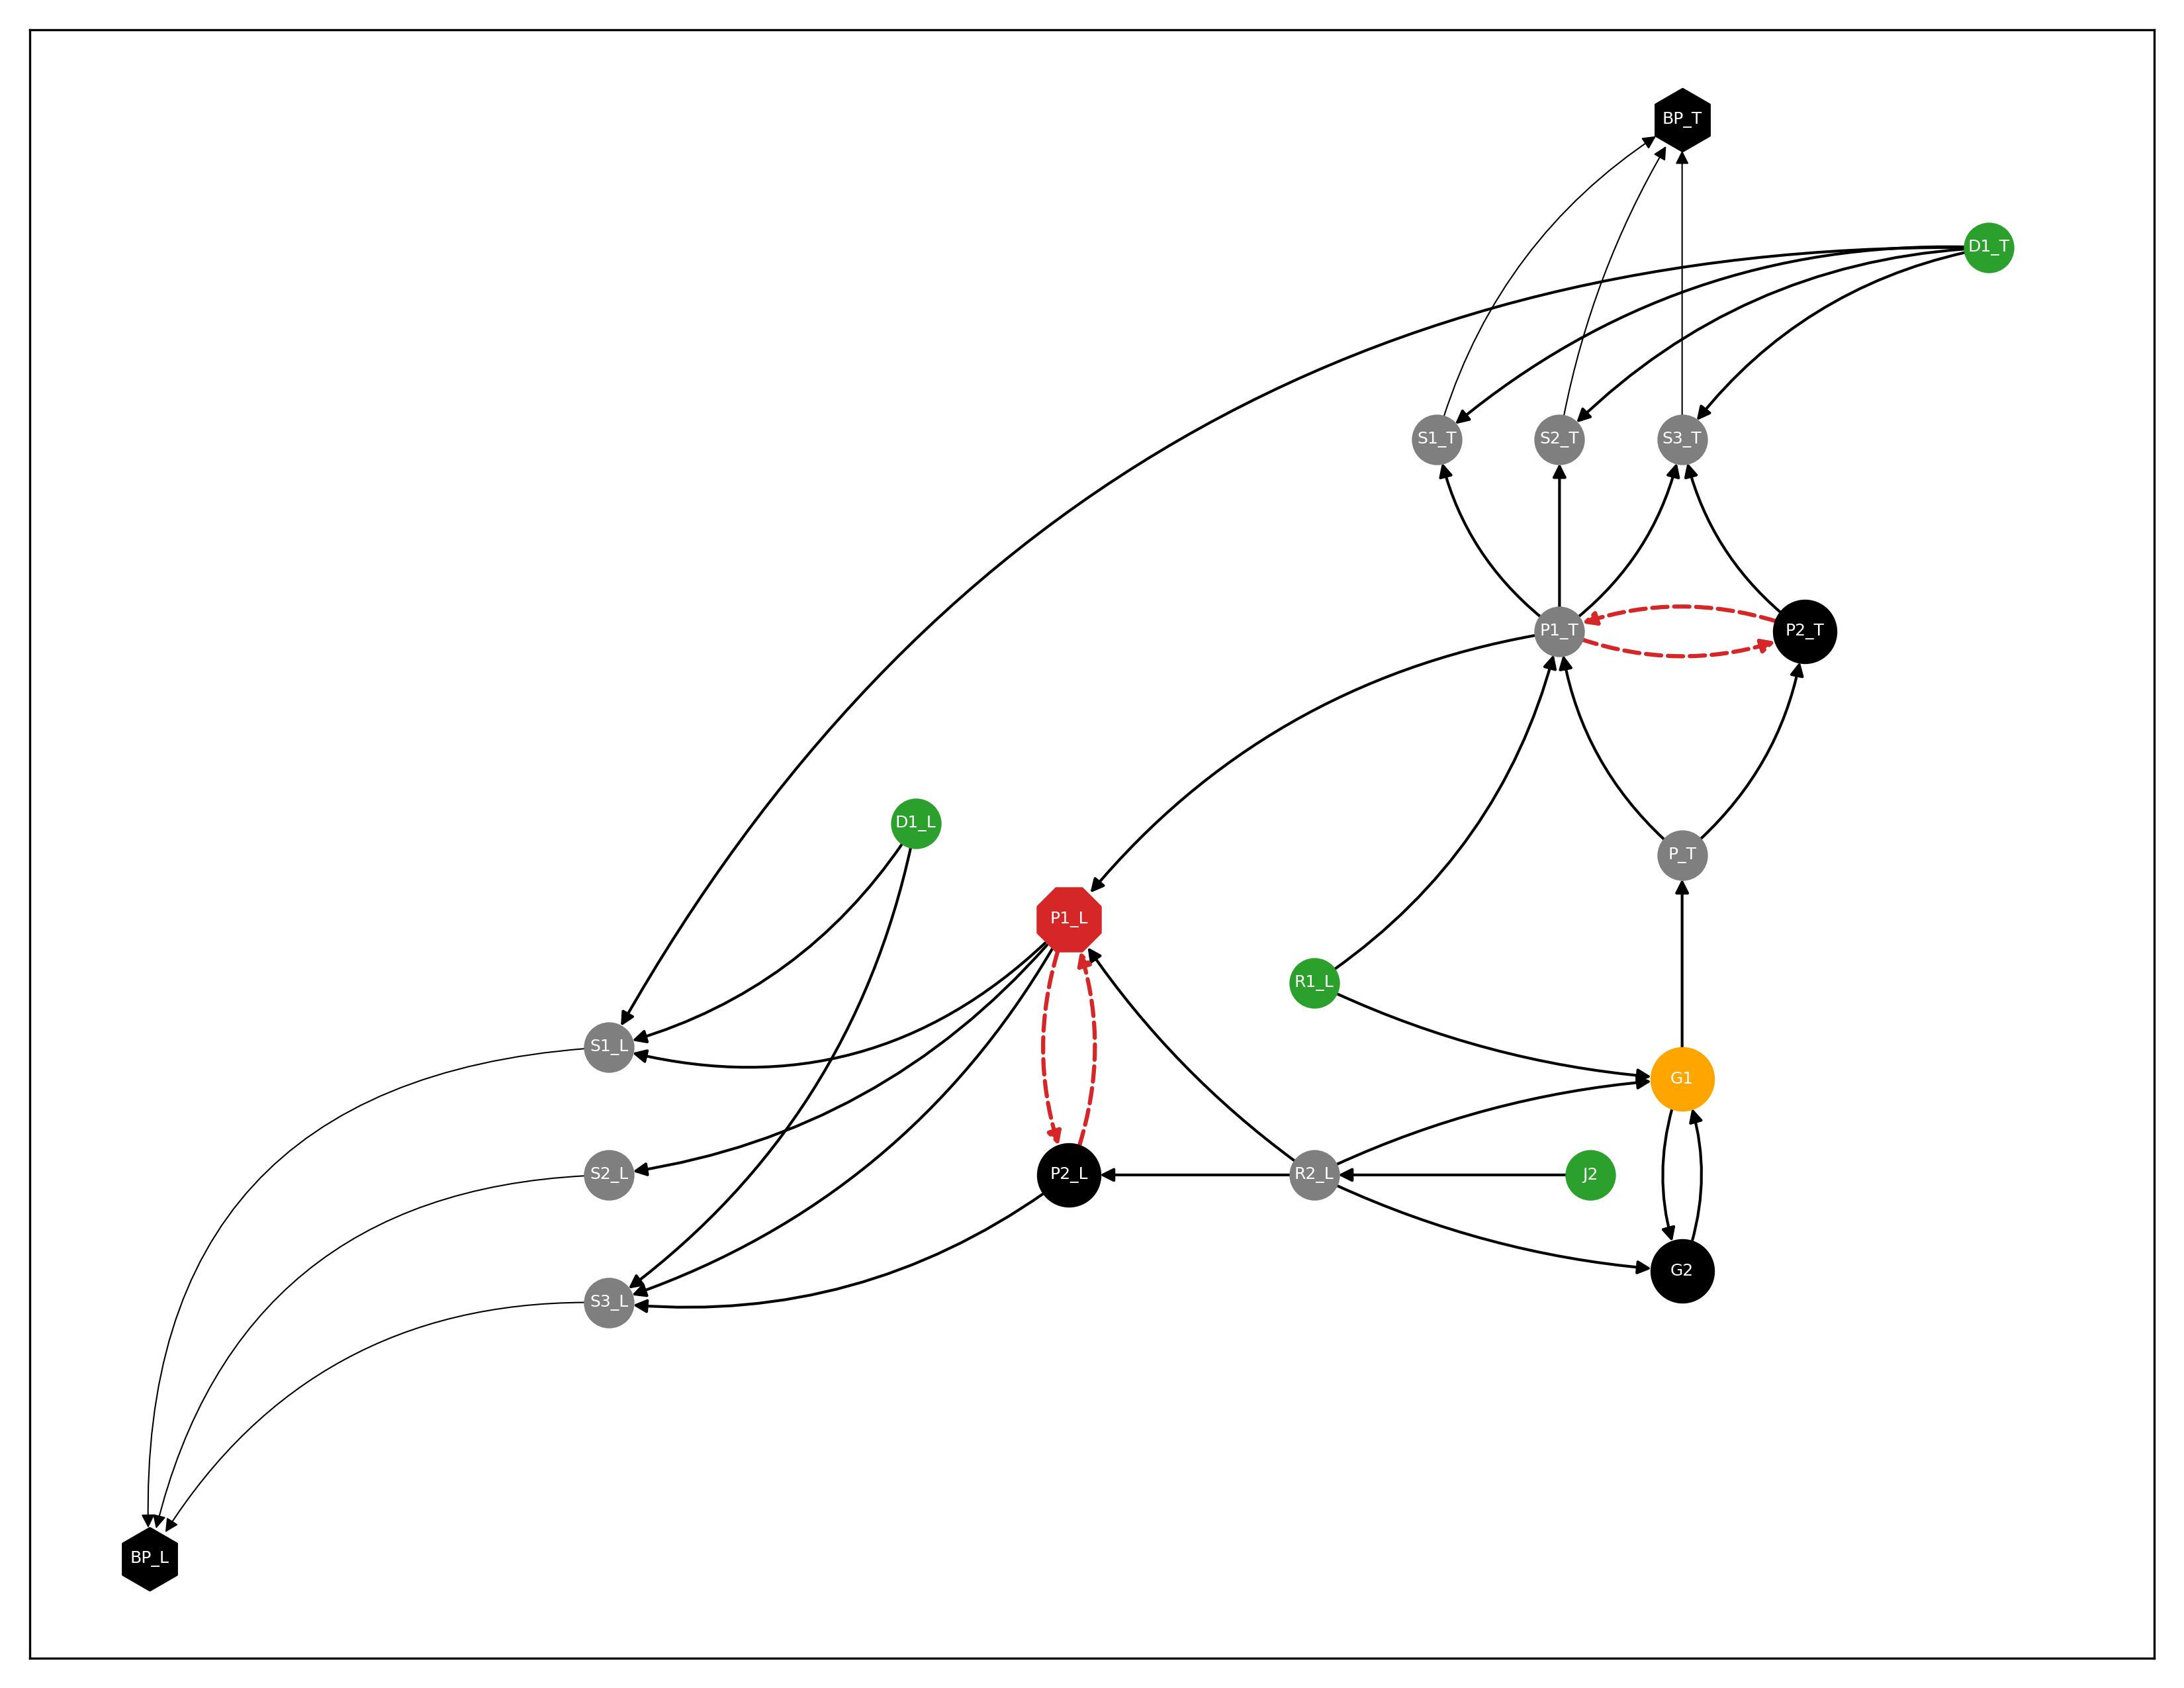 BP_T
D1_T
S1_T
S2_T
S3_T
P1_T
P2_T
D1_L
P_T
P1_L
R1_L
S1_L
G1
S2_L
P2_L
R2_L
J2
G2
S3_L
BP_L